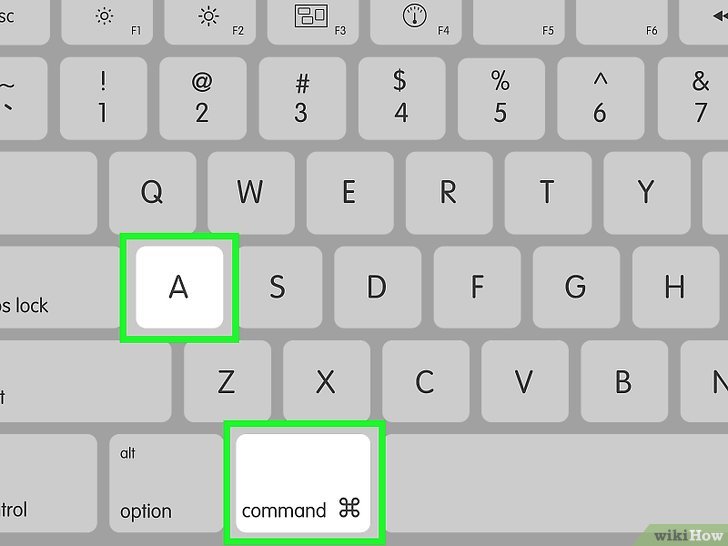 sc F1 F2 F3 F4 F5 F6
~ ! @ # $ % ^ &
` 1 2 3 4 5 6 7
Q W E R T Y
A S D F G H
os lock
Z X C V B N
t
alt
trol option command ⌘
wikiHow